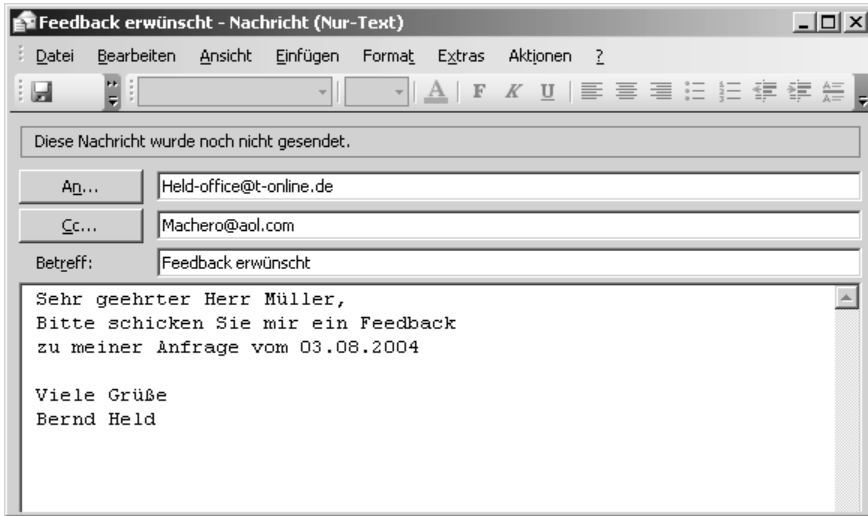 Feedback erwünscht - Nachricht (Nur-Text)
Datei Bearbeiten Ansicht Einfügen Format Extras Aktionen ?
A F K U
Diese Nachricht wurde noch nicht gesendet.
An... Held-office@t-online.de
Cc... Machero@aol.com
Betreff: Feedback erwünscht
Sehr geehrter Herr Müller,
Bitte schicken Sie mir ein Feedback
zu meiner Anfrage vom 03.08.2004
Viele Grüße
Bernd Held